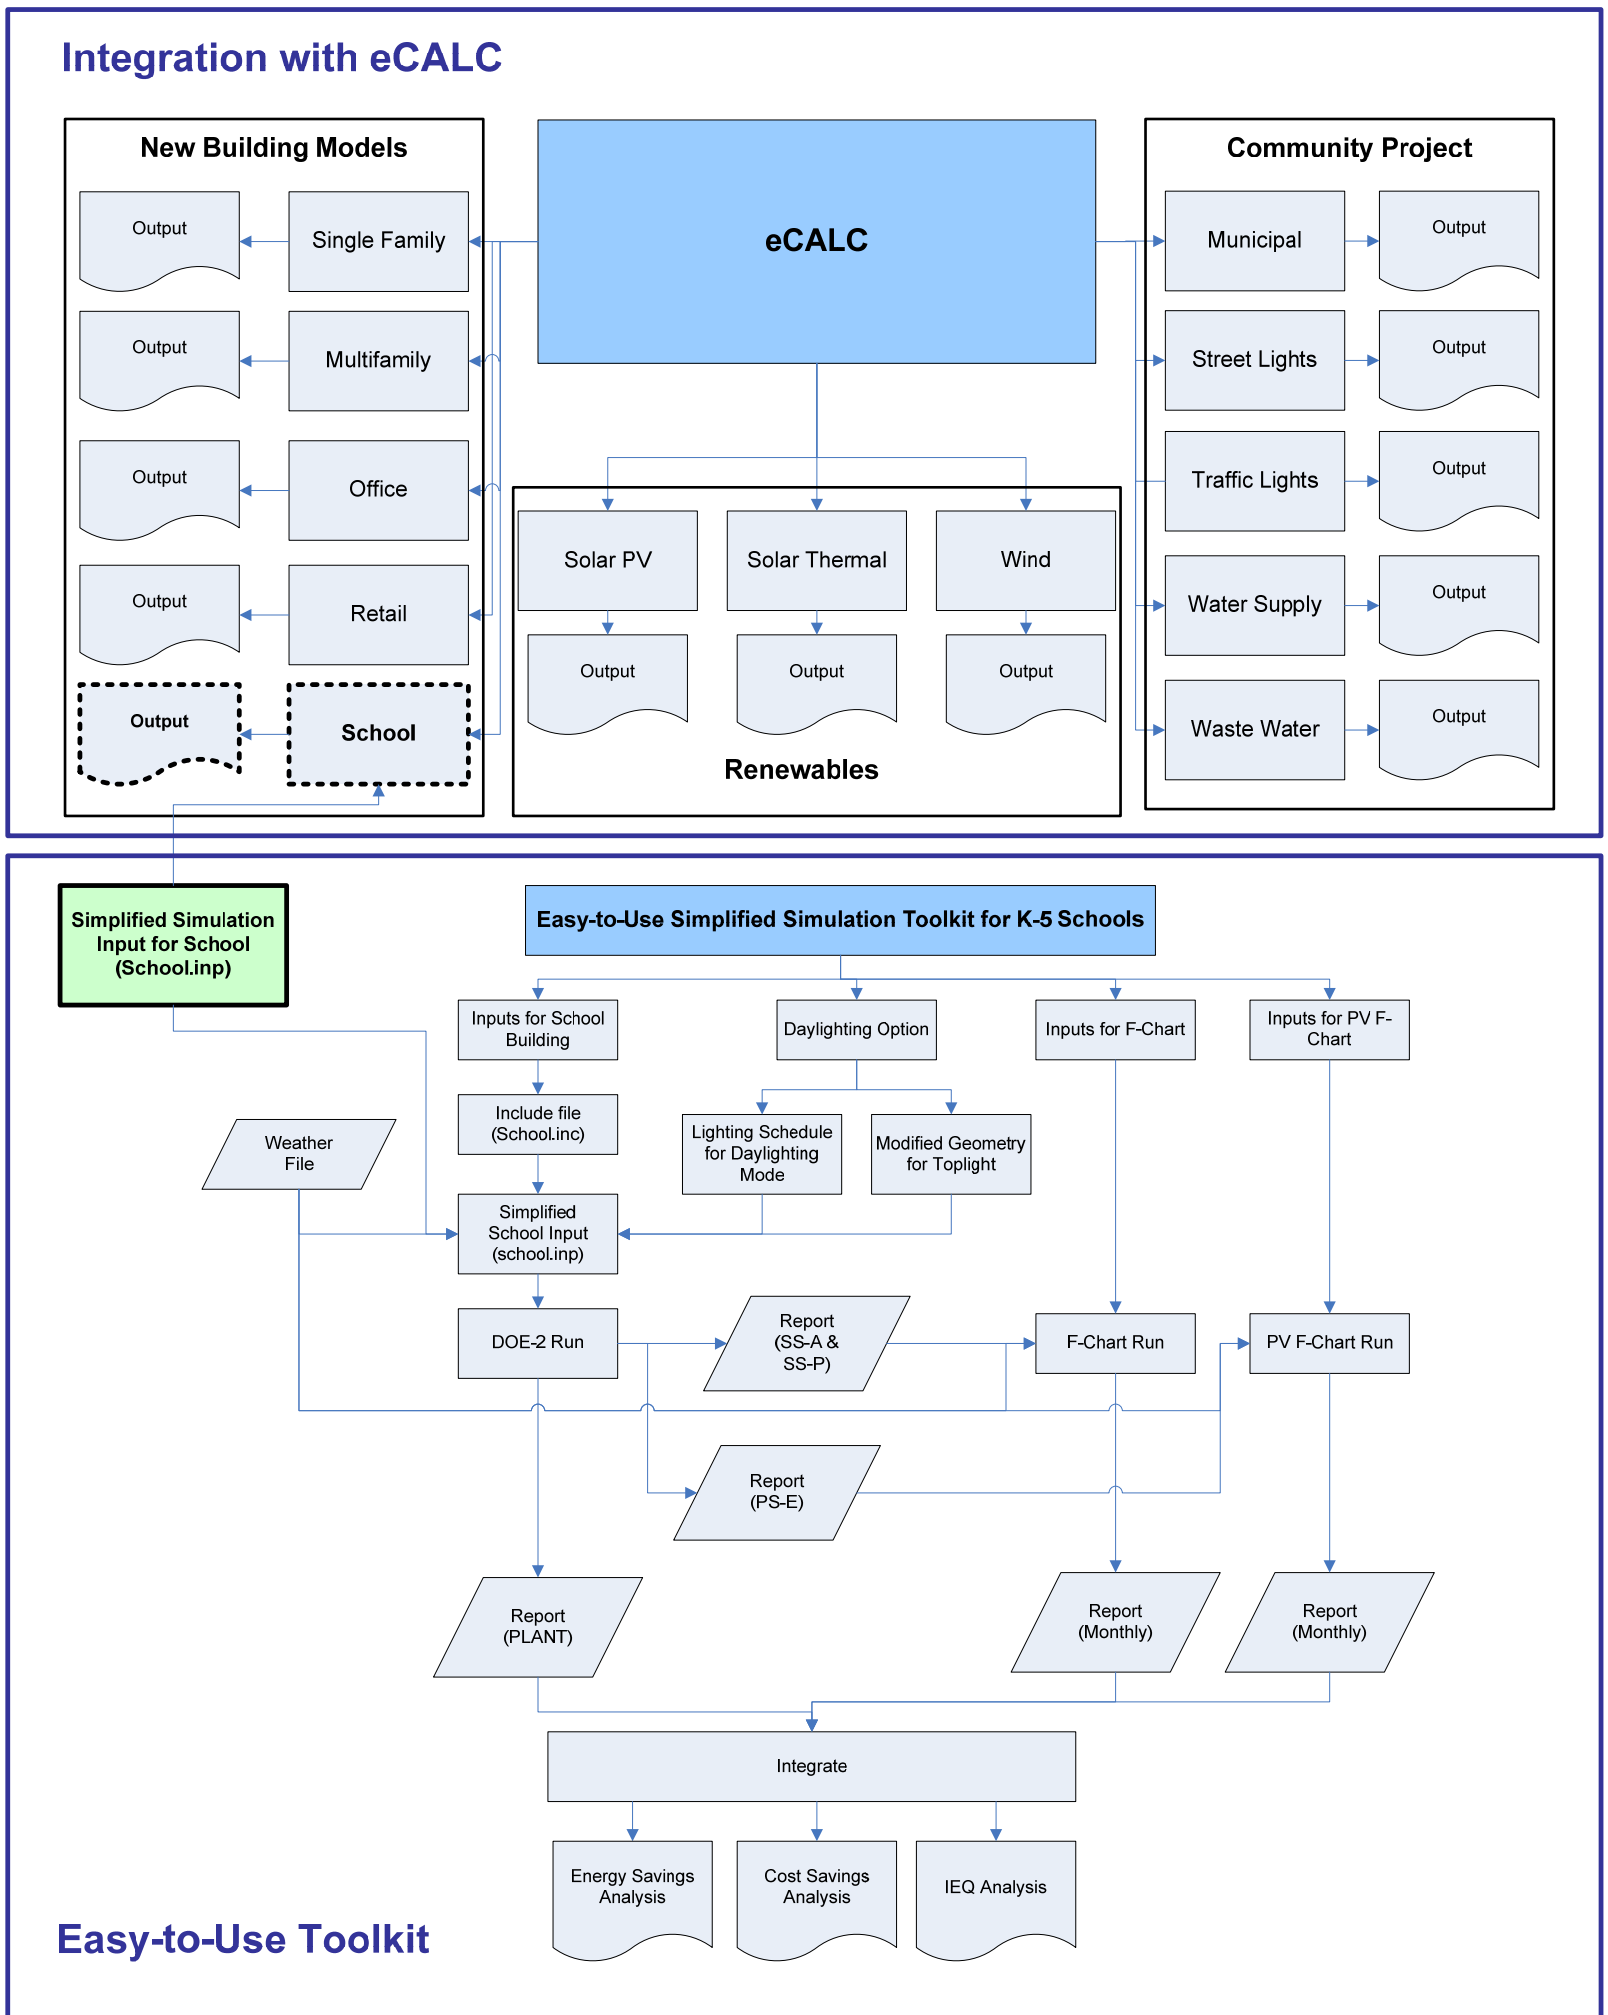 Integration with eCALC
New Building Models
Output
Single Family
Output
Multifamily
Output
Office
Output
Retail
Output
School
eCALC
Solar PV
Solar Thermal
Wind
Output
Output
Output
Renewables
Community Project
Municipal
Output
Street Lights
Output
Traffic Lights
Output
Water Supply
Output
Waste Water
Output
Simplified Simulation
Input for School
(School.inp)
Easy-to-Use Simplified Simulation Toolkit for K-5 Schools
Inputs for School
Building
Daylighting Option
Inputs for F-Chart
Inputs for PV F-
Chart
Include file
(School.inc)
Lighting Schedule
for Daylighting
Mode
Modified Geometry
for Toplight
Weather
File
Simplified
School Input
(school.inp)
DOE-2 Run
Report
(SS-A &
SS-P)
F-Chart Run
PV F-Chart Run
Report
(PS-E)
Report
(PLANT)
Report
(Monthly)
Report
(Monthly)
Integrate
Energy Savings
Analysis
Cost Savings
Analysis
IEQ Analysis
Easy-to-Use Toolkit